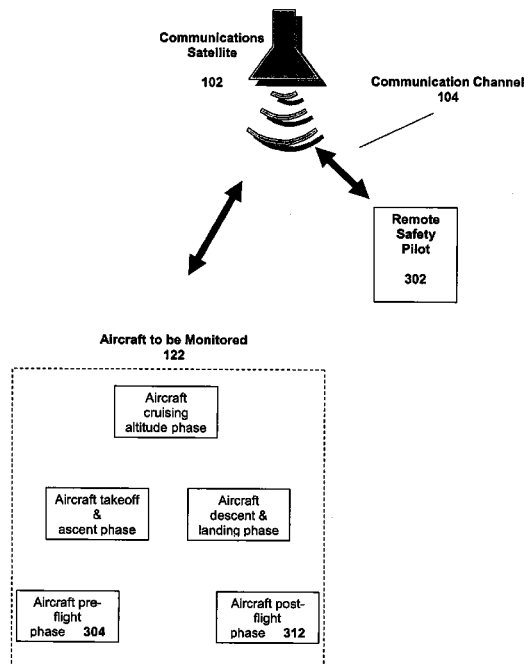 Communications
Satellite
102
Communication Channel
104
Remote
Safety
Pilot
302
Aircraft to be Monitored
122
Aircraft
cruising
altitude phase
Aircraft takeoff
&
ascent phase
Aircraft
descent &
landing phase
Aircraft pre-
flight
phase 304
Aircraft post-
flight
phase 312